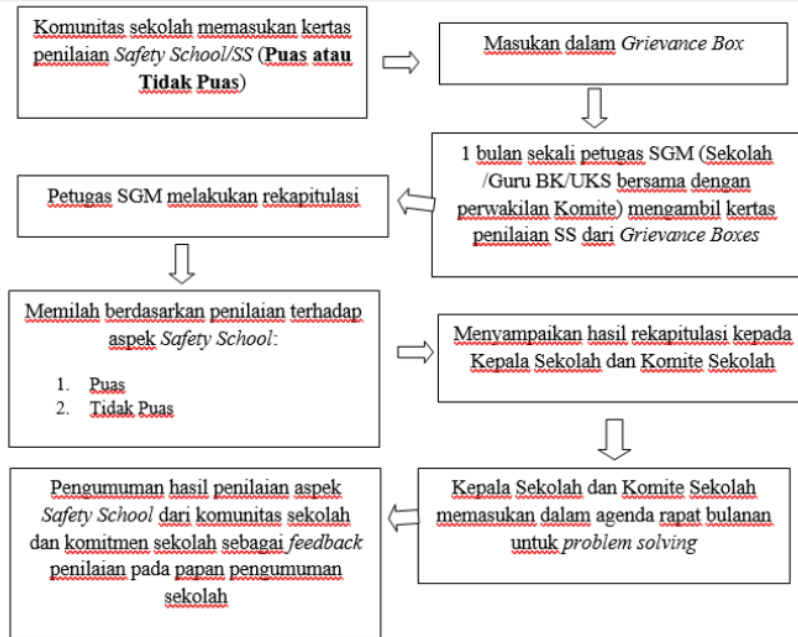 Komunitas sekolah memasukan kertas
penilaian Safety School/SS (Puas atau
Tidak Puas)
Masukan dalam Grievance Box
1 bulan sekali petugas SGM (Sekolah
/Guru BK/UKS bersama dengan
perwakilan Komite) mengambil kertas
penilaian SS dari Grievance Boxes
Petugas SGM melakukan rekapitulasi
Memilah berdasarkan penilaian terhadap
aspek Safety School:
1. Puas
2. Tidak Puas
Menyampaikan hasil rekapitulasi kepada
Kepala Sekolah dan Komite Sekolah
Kepala Sekolah dan Komite Sekolah
memasukan dalam agenda rapat bulanan
untuk problem solving
Pengumuman hasil penilaian aspek
Safety School dari komunitas sekolah
dan komitmen sekolah sebagai feedback
penilaian pada papan pengumuman
sekolah